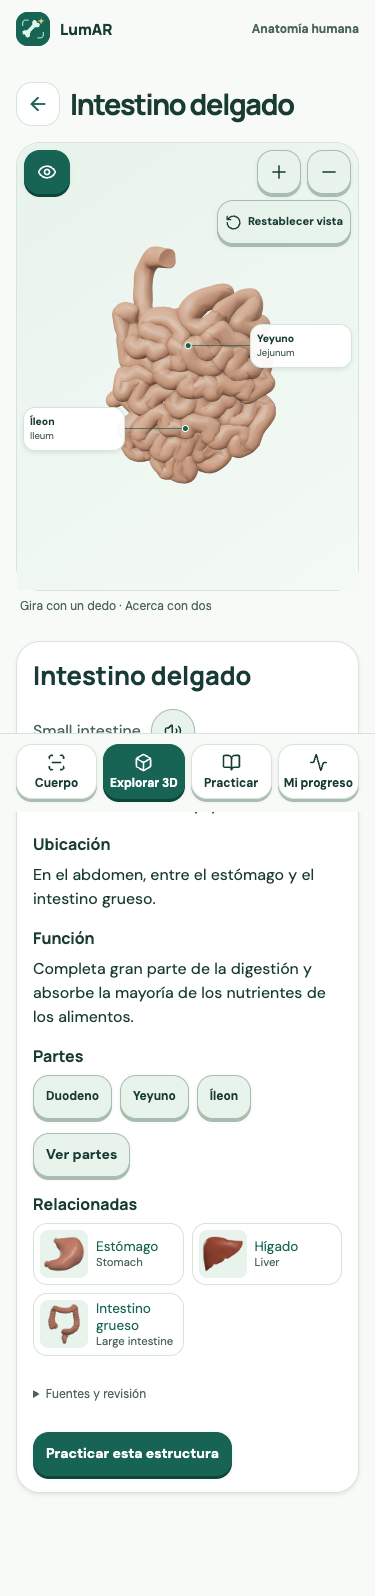 LumAR
Anatomía humana
Intestino delgado
Restablecer vista
Yeyuno
Jejunum
Íleon
Ileum
Gira con un dedo · Acerca con dos
Intestino delgado
Small intestine
Cuerpo
Explorar 3D
Practicar
Mi progreso
Ubicación
En el abdomen, entre el estómago y el
intestino grueso.
Función
Completa gran parte de la digestión y
absorbe la mayoría de los nutrientes de
los alimentos.
Partes
Duodeno
Yeyuno
Íleon
Ver partes
Relacionadas
Estómago
Stomach
Hígado
Liver
Intestino
grueso
Large intestine
Fuentes y revisión
Practicar esta estructura